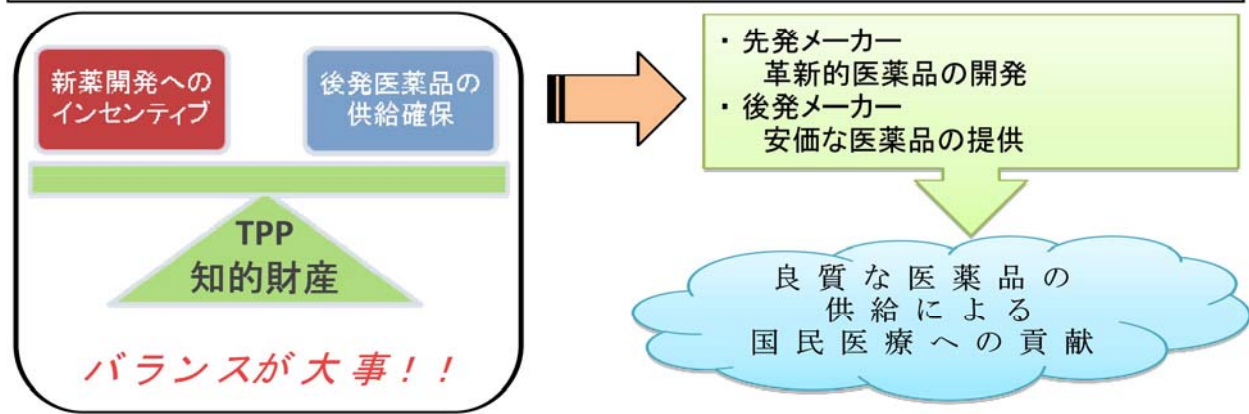 新薬開発への
インセンティブ
後発医薬品の
供給確保
TPP
知的財産
バランスが大事！！
・ 先発メーカー
革新的医薬品の開発
・ 後発メーカー
安価な医薬品の提供
良質な医薬品の
供給による
国民医療への貢献